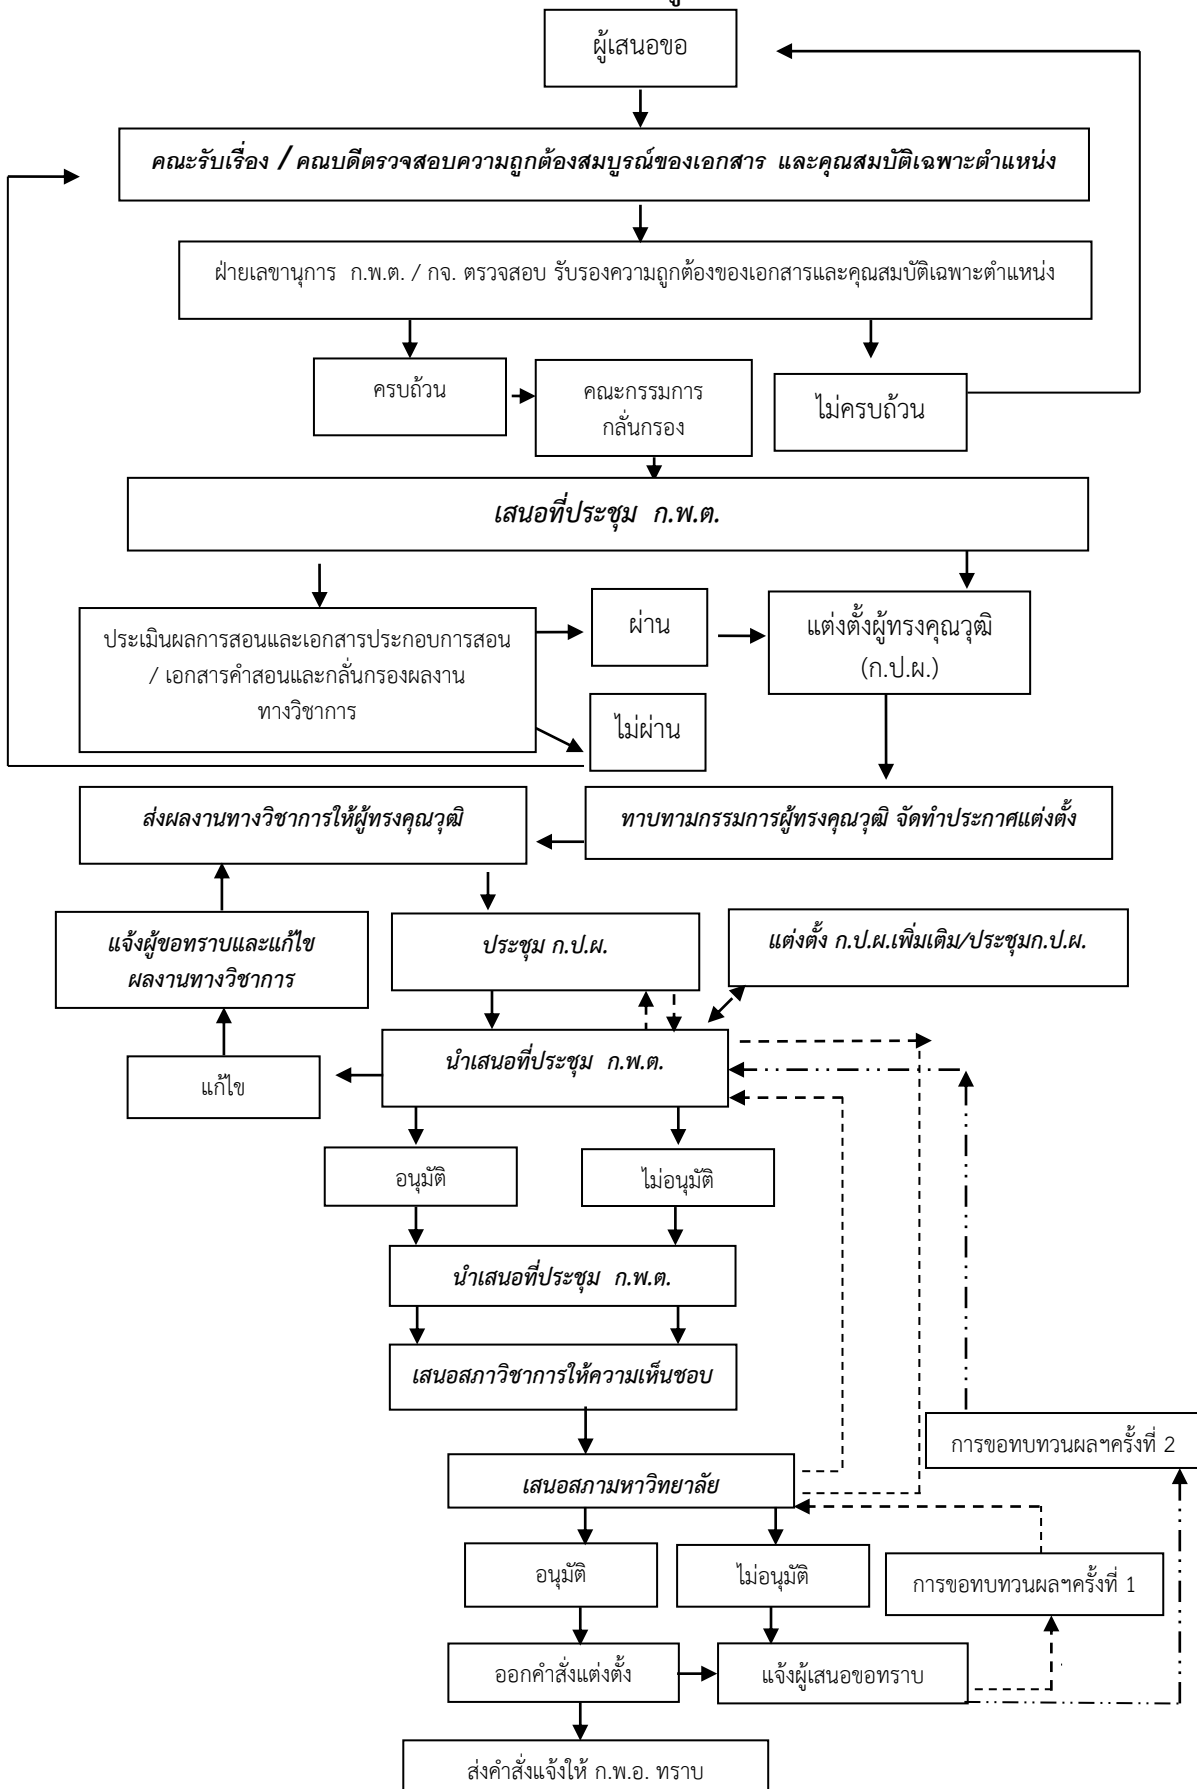 ผู้เสนอขอ
คณะรับเรื่อง / คณบดีตรวจสอบความถูกต้องสมบูรณ์ของเอกสาร และคุณสมบัติเฉพาะตำแหน่ง
ฝ่ายเลขานุการ ก.พ.ต. / กจ. ตรวจสอบ รับรองความถูกต้องของเอกสารและคุณสมบัติเฉพาะตำแหน่ง
ครบถ้วน
คณะกรรมการ
กลั่นกรอง
ไม่ครบถ้วน
เสนอที่ประชุม ก.พ.ต.
ประเมินผลการสอนและเอกสารประกอบการสอน
/ เอกสารคำสอนและกลั่นกรองผลงาน
ทางวิชาการ
ผ่าน
ไม่ผ่าน
แต่งตั้งผู้ทรงคุณวุฒิ
(ก.ป.ผ.)
ส่งผลงานทางวิชาการให้ผู้ทรงคุณวุฒิ
ทาบทามกรรมการผู้ทรงคุณวุฒิ จัดทำประกาศแต่งตั้ง
แจ้งผู้ขอทราบและแก้ไข
ผลงานทางวิชาการ
ประชุม ก.ป.ผ.
แต่งตั้ง ก.ป.ผ.เพิ่มเติม/ประชุมก.ป.ผ.
นำเสนอที่ประชุม ก.พ.ต.
แก้ไข
อนุมัติ
ไม่อนุมัติ
นำเสนอที่ประชุม ก.พ.ต.
เสนอสภาวิชาการให้ความเห็นชอบ
การขอทบทวนผลฯครั้งที่ 2
เสนอสภามหาวิทยาลัย
อนุมัติ
ไม่อนุมัติ
การขอทบทวนผลฯครั้งที่ 1
ออกคำสั่งแต่งตั้ง
แจ้งผู้เสนอขอทราบ
ส่งคำสั่งแจ้งให้ ก.พ.อ. ทราบ